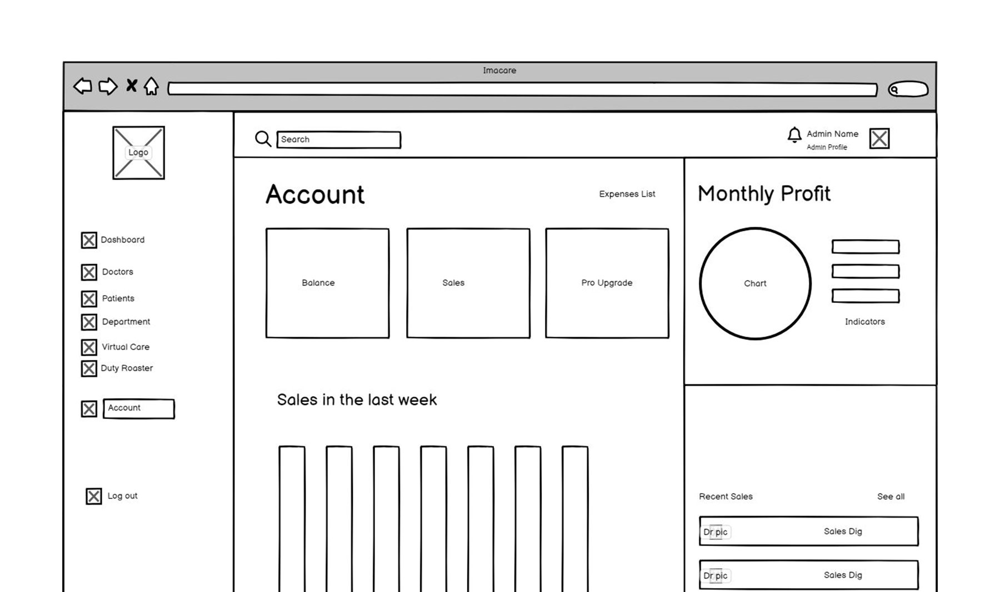 Imacare
Logo
Search
Admin Name
Admin Profile
Account
Expenses List
Monthly Profit
Dashboard
Doctors
Patients
Department
Virtual Care
Duty Roaster
Account
Log out
Balance
Sales
Pro Upgrade
Chart
Indicators
Sales in the last week
Recent Sales
See all
Dr pic
Sales Dig
Dr pic
Sales Dig